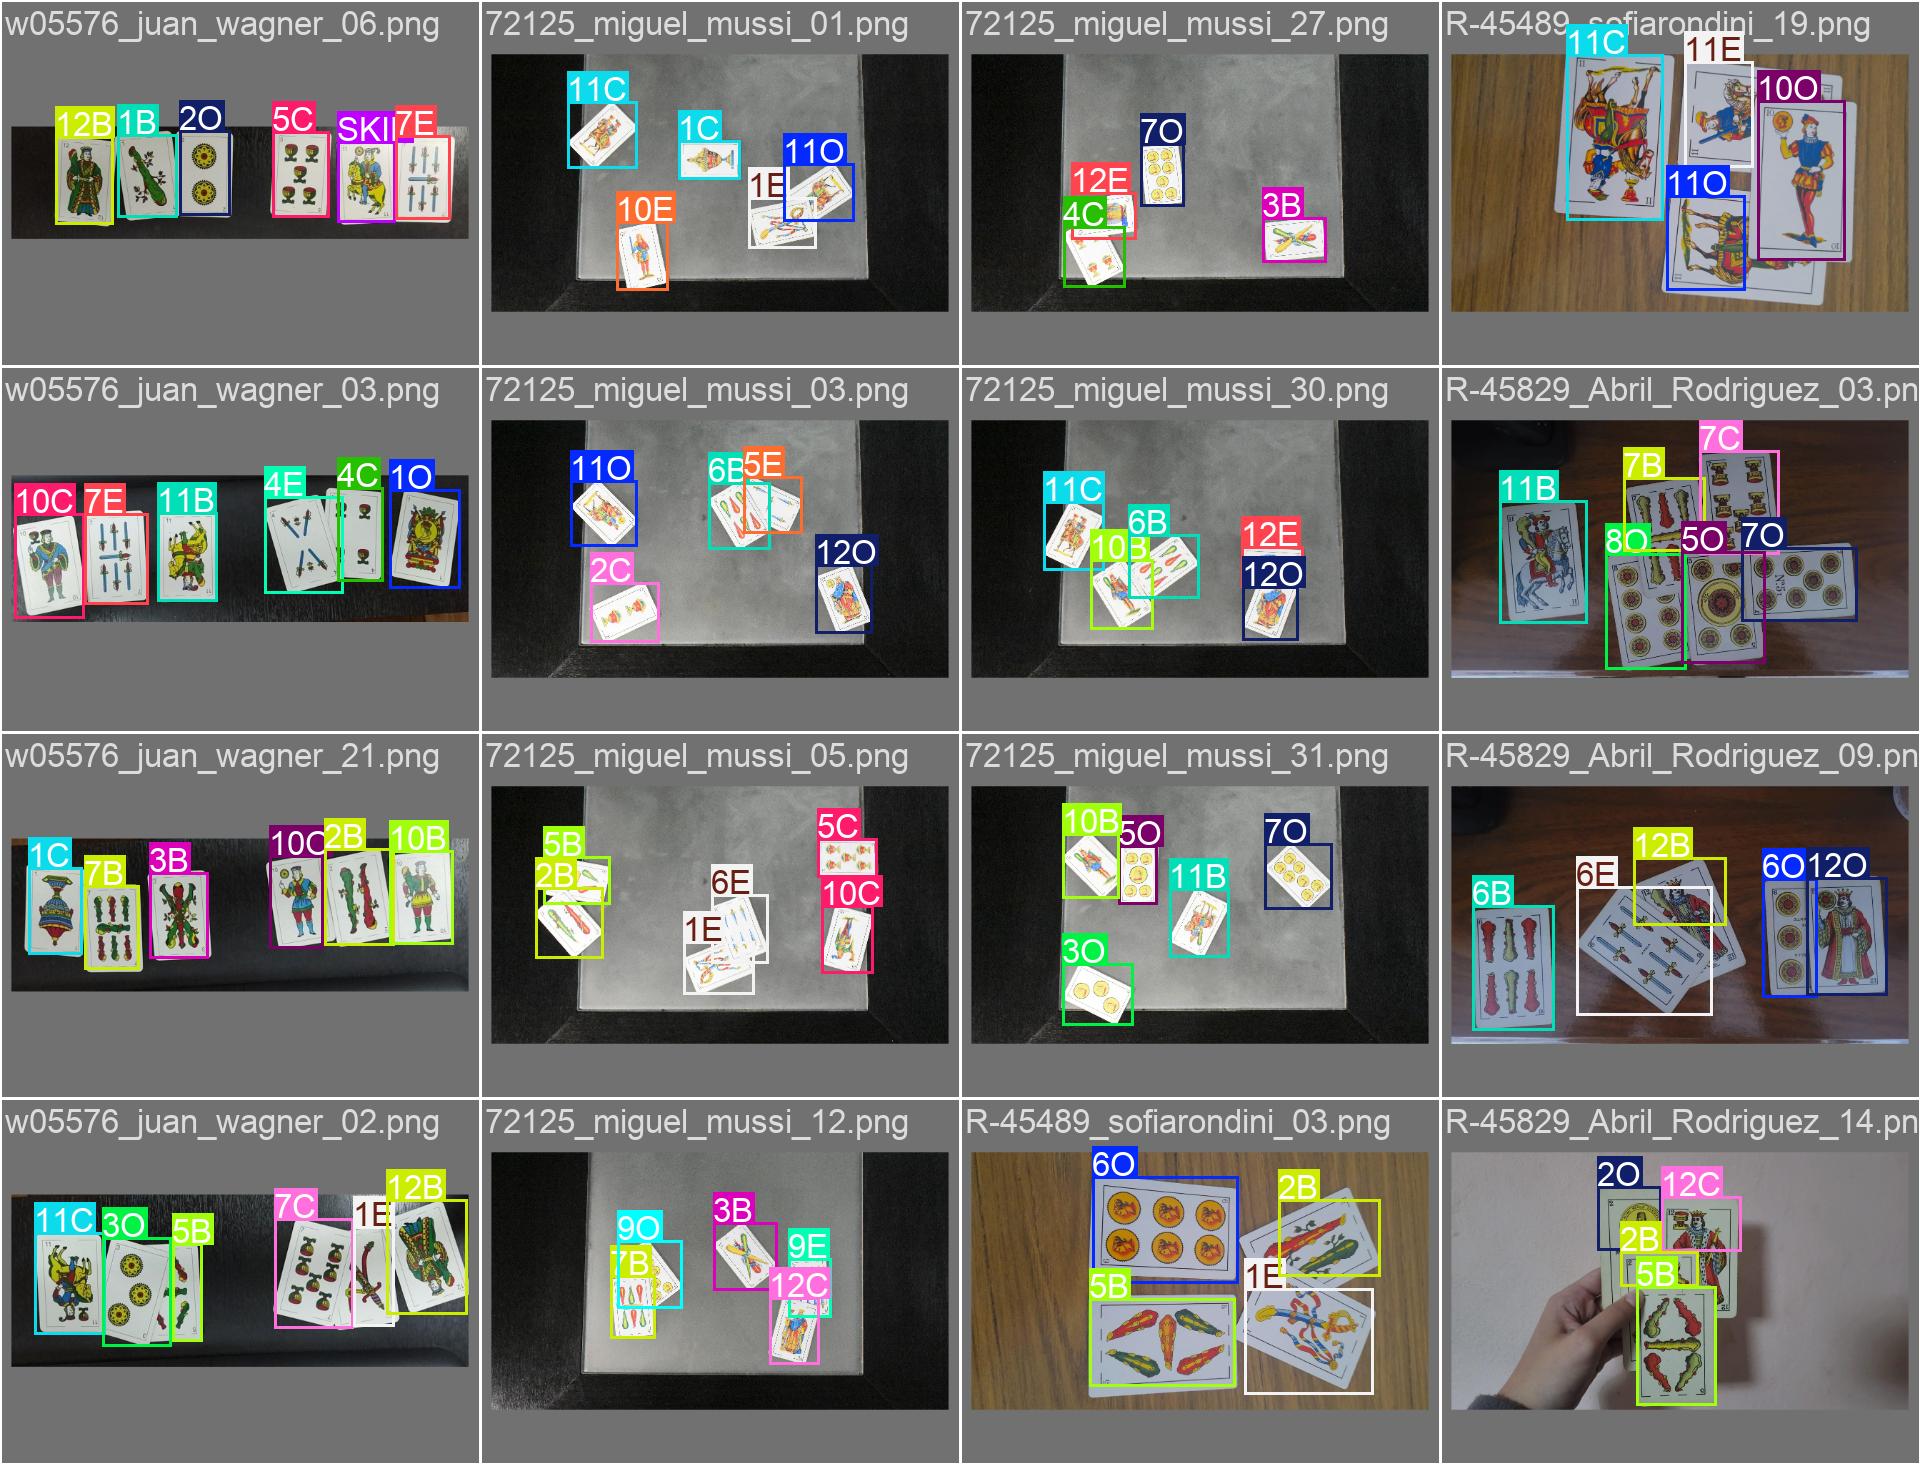 w05576_juan_wagner_06.png
12B
1B
2O
5C
7E
72125_miguel_mussi_01.png
11C
1C
11O
1E
10E
72125_miguel_mussi_27.png
7O
12E
4C
3B
R-45489_sofiarondini_19.png
11C
11E
10O
11O
w05576_juan_wagner_03.png
10C
7E
11B
4E
4C
1O
72125_miguel_mussi_03.png
11O
6B
5E
12O
2C
72125_miguel_mussi_30.png
11C
10B
6B
12E
12O
R-45829_Abril_Rodriguez_03.pn
7C
7B
11B
8O
5O
7O
w05576_juan_wagner_21.png
1C
7B
3B
2B
10B
72125_miguel_mussi_05.png
5B
2B
6E
1E
5C
10C
72125_miguel_mussi_31.png
10B
5O
11B
7O
3O
R-45829_Abril_Rodriguez_09.pn
12B
6E
6B
6O
12O
w05576_juan_wagner_02.png
11C
3O
5B
7C
1E
12B
72125_miguel_mussi_12.png
9O
7B
3B
9E
12C
R-45489_sofiarondini_03.png
6O
2B
5B
1E
R-45829_Abril_Rodriguez_14.pn
2O
12C
2B
5B